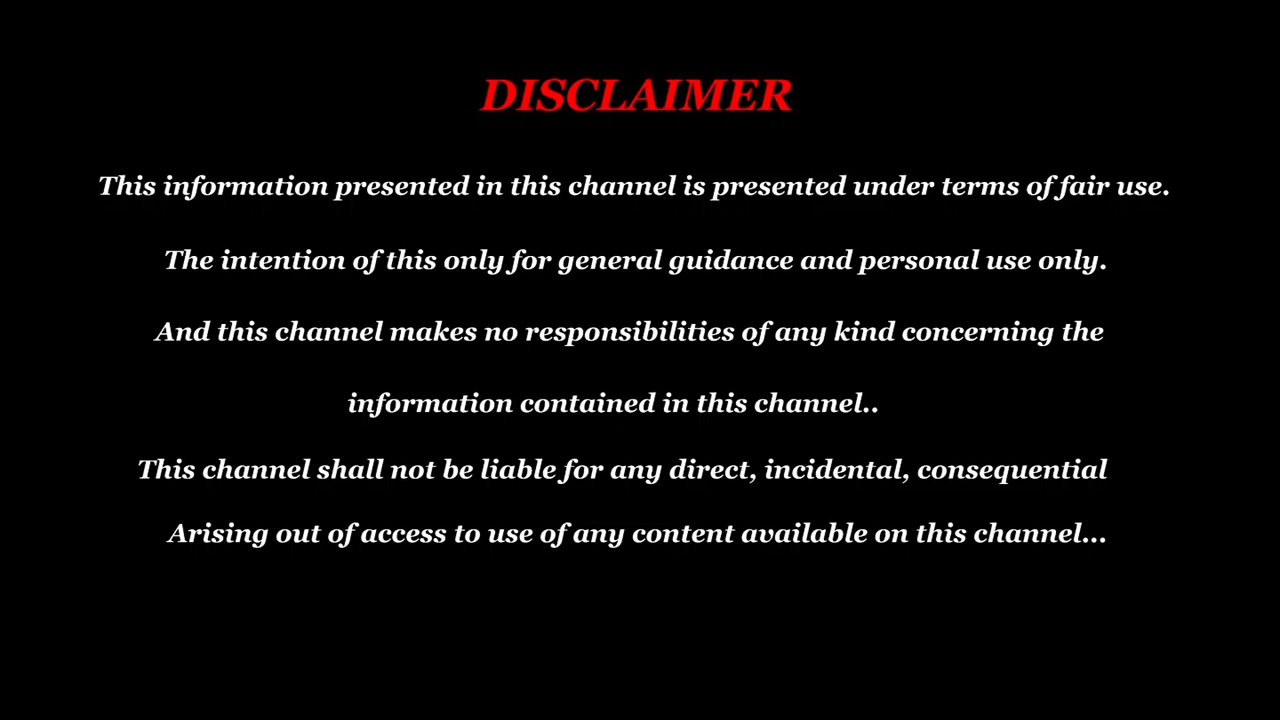 DISCLAIMER
This information presented in this channel is presented under terms of fair use.
The intention of this only for general guidance and personal use only.
And this channel makes no responsibilities of any kind concerning the
information contained in this channel..
This channel shall not be liable for any direct, incidental, consequential
Arising out of access to use of any content available on this channel...